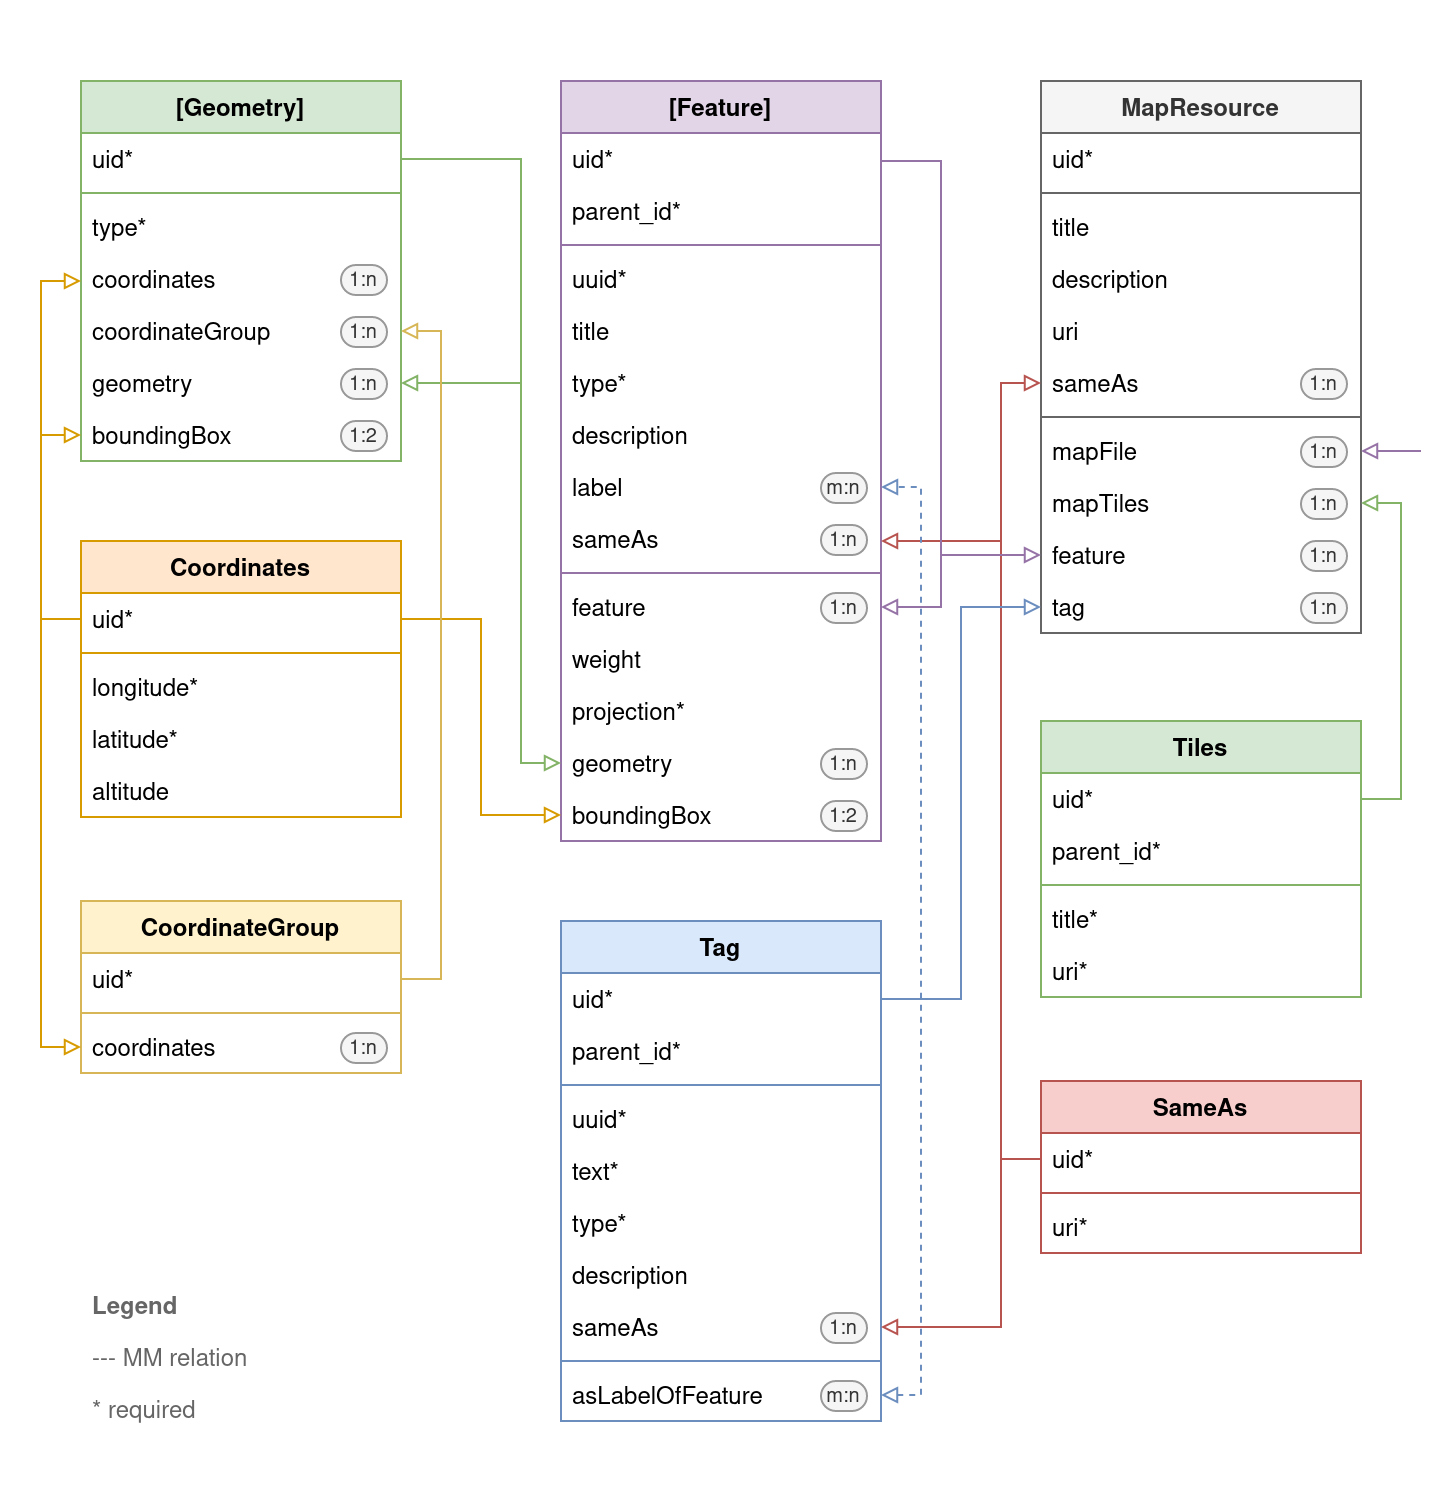 [Geometry]
uid*
type*
coordinates 1:n
coordinateGroup 1:n
geometry 1:n
boundingBox 1:2
Coordinates
uid*
longitude*
latitude*
altitude
CoordinateGroup
uid*
coordinates 1:n
Legend
--- MM relation
* required
[Feature]
uid*
parent_id*
uuid*
title
type*
description
label m:n
sameAs 1:n
feature 1:n
weight
projection*
geometry 1:n
boundingBox 1:2
Tag
uid*
parent_id*
uuid*
text*
type*
description
sameAs 1:n
asLabelOfFeature m:n
MapResource
uid*
title
description
uri
sameAs 1:n
mapFile 1:n
mapTiles 1:n
feature 1:n
tag 1:n
Tiles
uid*
parent_id*
title*
uri*
SameAs
uid*
uri*